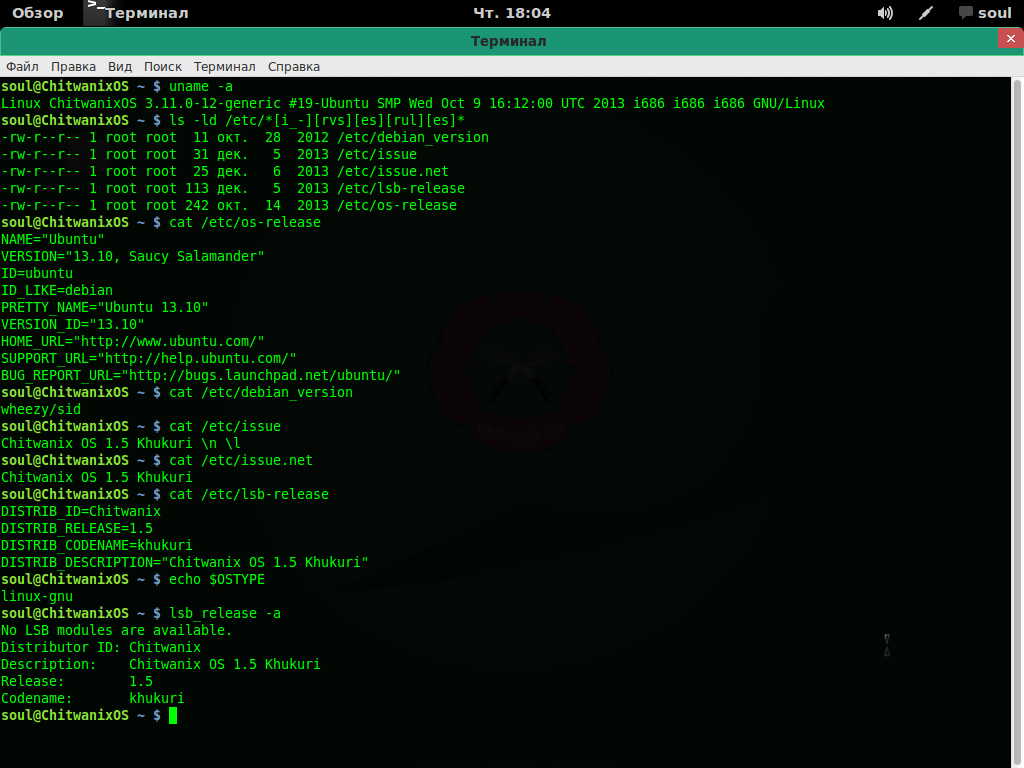 Обзор Терминал Чт. 18:04 soul
Терминал
Файл Правка Вид Поиск Терминал Справка
soul@ChitwanixOS ~ $ uname -a
Linux ChitwanixOS 3.11.0-12-generic #19-Ubuntu SMP Wed Oct 9 16:12:00 UTC 2013 i686 i686 i686 GNU/Linux
soul@ChitwanixOS ~ $ ls -ld /etc/*[i_-][rvs][es][rul][es]*
-rw-r--r-- 1 root root  11 окт.  28  2012 /etc/debian_version
-rw-r--r-- 1 root root  31 дек.   5  2013 /etc/issue
-rw-r--r-- 1 root root  25 дек.   6  2013 /etc/issue.net
-rw-r--r-- 1 root root 113 дек.   5  2013 /etc/lsb-release
-rw-r--r-- 1 root root 242 окт.  14  2013 /etc/os-release
soul@ChitwanixOS ~ $ cat /etc/os-release
NAME="Ubuntu"
VERSION="13.10, Saucy Salamander"
ID=ubuntu
ID_LIKE=debian
PRETTY_NAME="Ubuntu 13.10"
VERSION_ID="13.10"
HOME_URL="http://www.ubuntu.com/"
SUPPORT_URL="http://help.ubuntu.com/"
BUG_REPORT_URL="http://bugs.launchpad.net/ubuntu/"
soul@ChitwanixOS ~ $ cat /etc/debian_version
wheezy/sid
soul@ChitwanixOS ~ $ cat /etc/issue
Chitwanix OS 1.5 Khukuri \n \l
soul@ChitwanixOS ~ $ cat /etc/issue.net
Chitwanix OS 1.5 Khukuri
soul@ChitwanixOS ~ $ cat /etc/lsb-release
DISTRIB_ID=Chitwanix
DISTRIB_RELEASE=1.5
DISTRIB_CODENAME=khukuri
DISTRIB_DESCRIPTION="Chitwanix OS 1.5 Khukuri"
soul@ChitwanixOS ~ $ echo $OSTYPE
linux-gnu
soul@ChitwanixOS ~ $ lsb_release -a
No LSB modules are available.
Distributor ID: Chitwanix
Description:    Chitwanix OS 1.5 Khukuri
Release:        1.5
Codename:       khukuri
soul@ChitwanixOS ~ $
Chitwanix OS